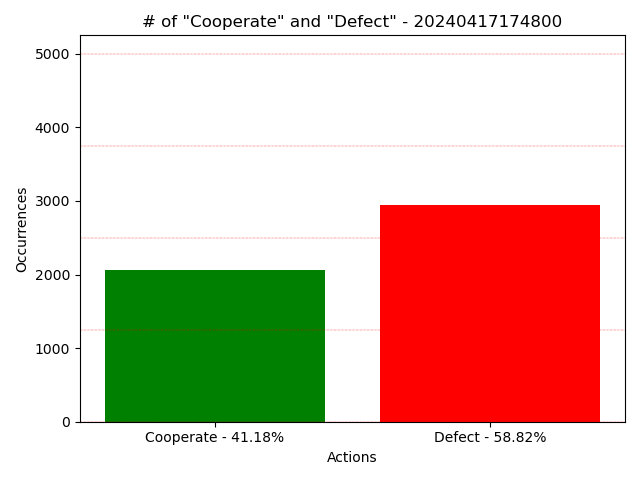 # of "Cooperate" and "Defect" - 20240417174800
5000
4000
3000
2000
1000
0
Occurrences
Cooperate - 41.18%
Defect - 58.82%
Actions